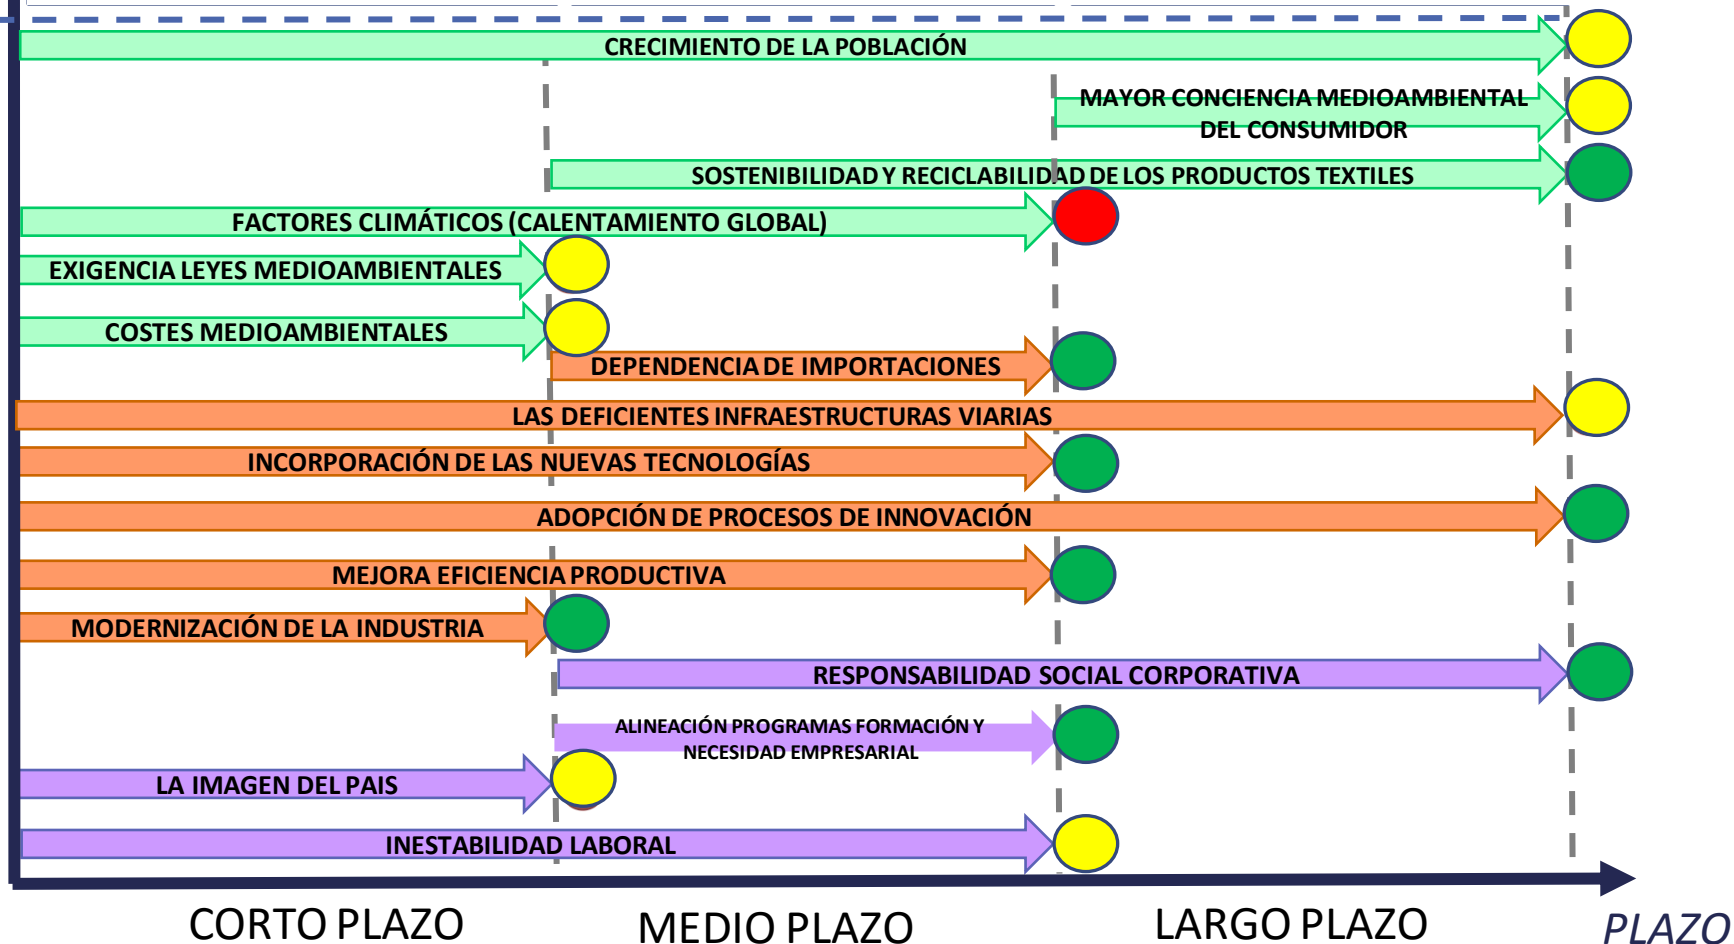 CRECIMIENTO DE LA POBLACIÓN
MAYOR CONCIENCIA MEDIOAMBIENTAL
DEL CONSUMIDOR
SOSTENIBILIDAD Y RECICLABILIDAD DE LOS PRODUCTOS TEXTILES
FACTORES CLIMÁTICOS (CALENTAMIENTO GLOBAL)
EXIGENCIA LEYES MEDIOAMBIENTALES
COSTES MEDIOAMBIENTALES
DEPENDENCIA DE IMPORTACIONES
LAS DEFICIENTES INFRAESTRUCTURAS VIARIAS
INCORPORACIÓN DE LAS NUEVAS TECNOLOGÍAS
ADOPCIÓN DE PROCESOS DE INNOVACIÓN
MEJORA EFICIENCIA PRODUCTIVA
MODERNIZACIÓN DE LA INDUSTRIA
RESPONSABILIDAD SOCIAL CORPORATIVA
ALINEACIÓN PROGRAMAS FORMACIÓN Y
NECESIDAD EMPRESARIAL
LA IMAGEN DEL PAIS
INESTABILIDAD LABORAL
CORTO PLAZO
MEDIO PLAZO
LARGO PLAZO
PLAZO